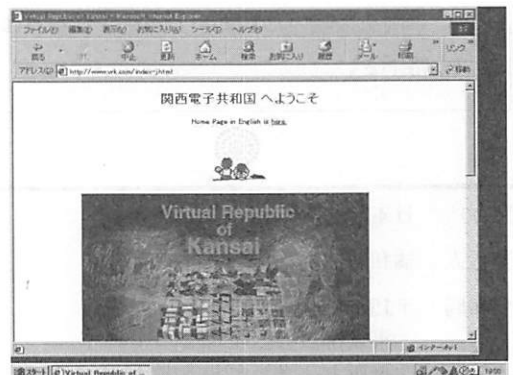 Virtual Republic of Kansai - Microsoft Internet Explorer
ファイル(F) 編集(E) 表示(V) お気に入り(A) ツール(T) ヘルプ(H)
戻る 中止 更新 ホーム 検索 お気に入り 履歴 メール 印刷 リンク
アドレス(D) http://www.vrk.com/index-j.html 移動
関西電子共和国 へようこそ
Home Page in English is here.
Virtual Republic
of
Kansai
インターネット
スタート Virtual Republic of ...